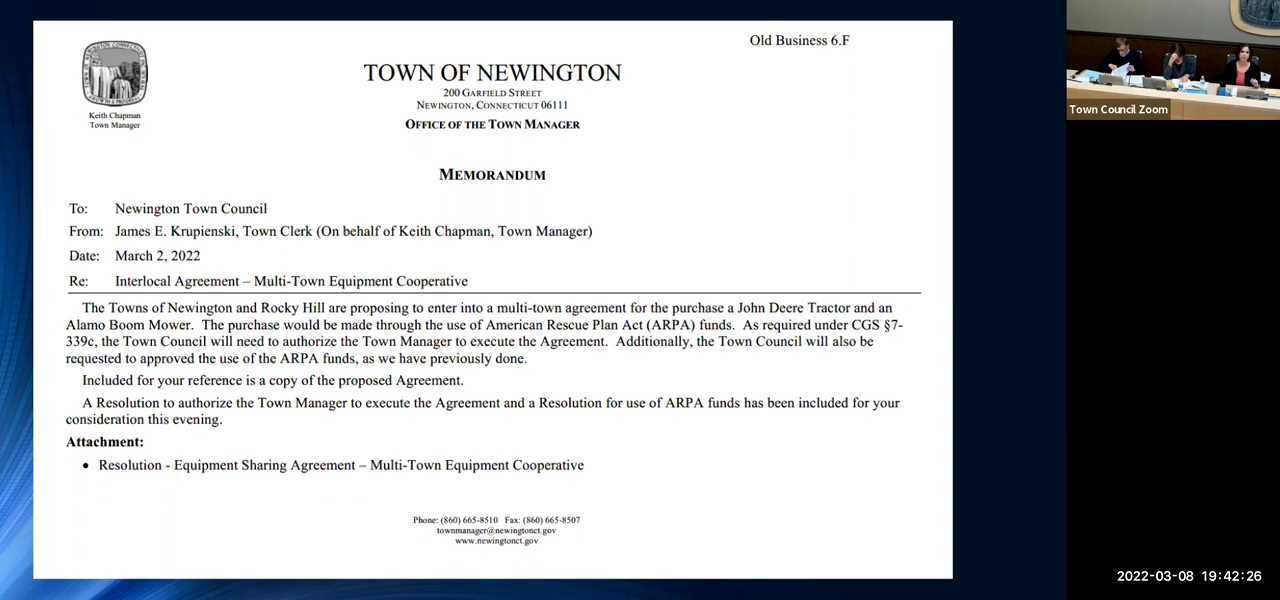 Old Business 6.F
TOWN OF NEWINGTON
200 GARFIELD STREET
NEWINGTON, CONNECTICUT 06111
OFFICE OF THE TOWN MANAGER
Keith Chapman
Town Manager
MEMORANDUM
To: Newington Town Council
From: James E. Krupienski, Town Clerk (On behalf of Keith Chapman, Town Manager)
Date: March 2, 2022
Re: Interlocal Agreement – Multi-Town Equipment Cooperative
The Towns of Newington and Rocky Hill are proposing to enter into a multi-town agreement for the purchase a John Deere Tractor and an
Alamo Boom Mower. The purchase would be made through the use of American Rescue Plan Act (ARPA) funds. As required under CGS §7-
339c, the Town Council will need to authorize the Town Manager to execute the Agreement. Additionally, the Town Council will also be
requested to approved the use of the ARPA funds, as we have previously done.
Included for your reference is a copy of the proposed Agreement.
A Resolution to authorize the Town Manager to execute the Agreement and a Resolution for use of ARPA funds has been included for your
consideration this evening.
Attachment:
• Resolution - Equipment Sharing Agreement – Multi-Town Equipment Cooperative
Phone: (860) 665-8510 Fax: (860) 665-8507
townmanager@newingtonct.gov
www.newingtonct.gov
Town Council Zoom
2022-03-08 19:42:26